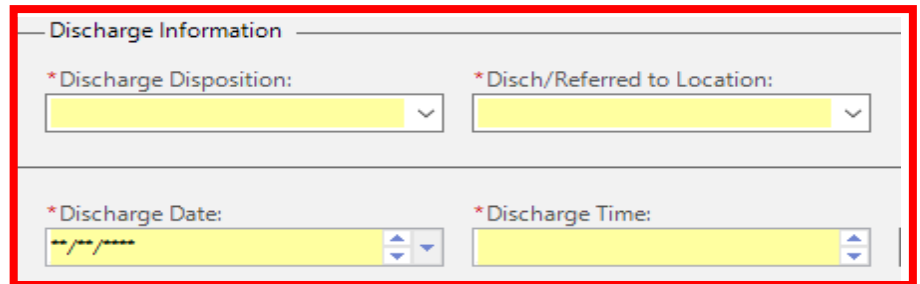 Discharge Information
*Discharge Disposition: *Disch/Referred to Location:
*Discharge Date: *Discharge Time:
**/**/****